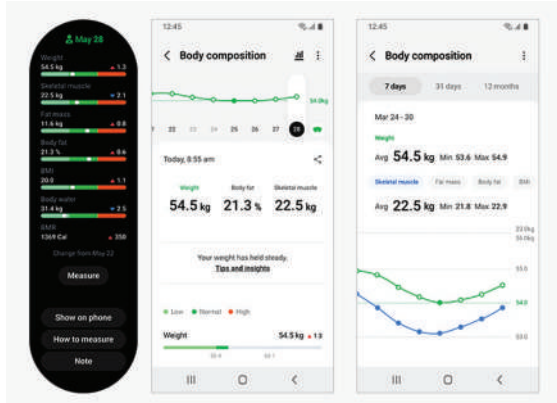 May 28
Weight
54.5 kg ▲ 1.3
Skeletal muscle
22.5 kg ▼ 2.1
Fat mass
11.6 kg ▲ 0.8
Body fat
21.3 % ▲ 0.6
BMI
20.0 ▲ 1.1
Body water
31.4 kg ▼ 2.5
BMR
1369 Cal ▲ 350
Change from May 22
Measure
Show on phone
How to measure
Note
12:45
Body composition
54.0kg
22 23 24 25 26 27 28
Today, 8:55 am
Weight Body fat Skeletal muscle
54.5 kg 21.3 % 22.5 kg
Your weight has held steady.
Tips and insights
Low Normal High
Weight 54.5 kg ▲ 1.3
12:45
Body composition
7 days 31 days 12 months
Mar 24 - 30
Weight
Avg 54.5 kg Min 53.6 Max 54.9
Skeletal muscle Fat mass Body fat BMI
Avg 22.5 kg Min 21.8 Max 22.9
54.0